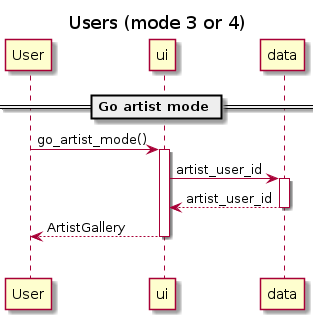 Users (mode 3 or 4)
User
ui
data
Go artist mode
go_artist_mode()
artist_user_id
artist_user_id
ArtistGallery
User
ui
data